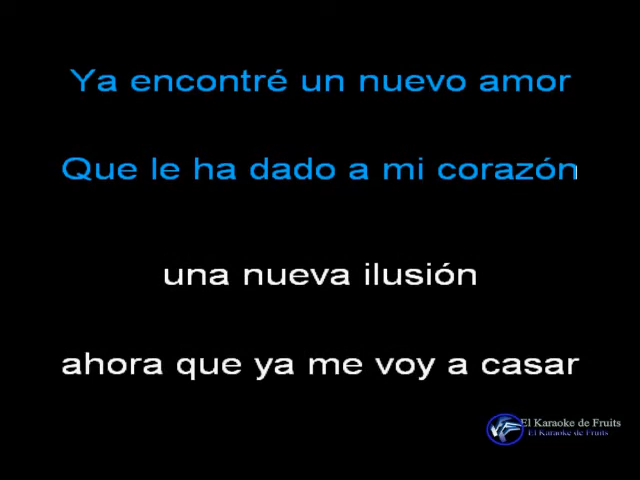 Ya encontré un nuevo amor
Que le ha dado a mi corazón
una nueva ilusión
ahora que ya me voy a casar
El Karaoke de Fruits
El Karaoke de Fruits